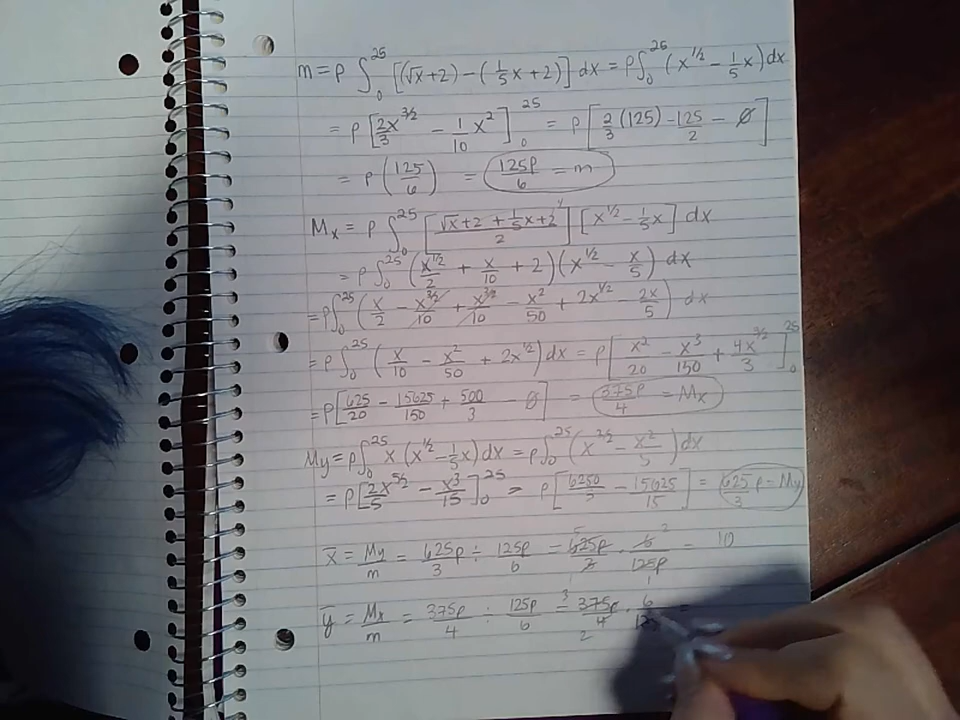 m = ρ ∫₀²⁵ [(√x + 2) − (1/5 x + 2)] dx = ρ∫₀²⁵ (x^1/2 − 1/5 x) dx
= ρ [2x^3/2 / 3 − 1/10 x²]₀²⁵ = ρ [2/3 (125) − 125/2 − 0]
= ρ (125/6) = 125ρ/6 = m
Mx = ρ ∫₀²⁵ [√x + 2 + 1/5 x + 2 / 2] [x^1/2 − 1/5 x] dx
= ρ ∫₀²⁵ (x^1/2 / 2 + x/10 + 2)(x^1/2 − x/5) dx
= ρ∫₀²⁵ (x/2 − x^3/2 / 10 + x^3/2 / 10 − x²/50 + 2x^1/2 − 2x/5) dx
= ρ ∫₀²⁵ (x/10 − x²/50 + 2x^1/2) dx = ρ [x²/20 − x³/150 + 4x^3/2 / 3]₀²⁵
= ρ[625/20 − 15625/150 + 500/3 − 0] = 375ρ/4 = Mx
My = ρ∫₀²⁵ x (x^1/2 − 1/5 x) dx = ρ∫₀²⁵ (x^3/2 − x²/5) dx
= ρ[2x^5/2 / 5 − x³/15]₀²⁵ = ρ[6250/5 − 15625/15] = 625/3 ρ = My
x̄ = My/m = 625ρ/3 ÷ 125ρ/6 = 625ρ/3 · 6/125ρ = 10
ȳ = Mx/m = 375ρ/4 ÷ 125ρ/6 = 375ρ/4 · 6/125 =